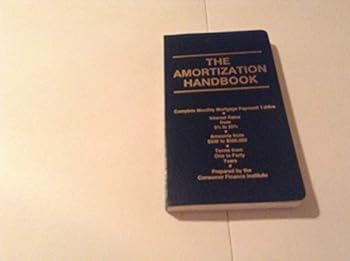 THE
AMORTIZATION
HANDBOOK
Complete Monthly Mortgage Payment Tables
Interest Rates
from
to 25%
Amounts from
to
Terms from
One to Forty
Years
Prepared by the
Consumer Finance Institute